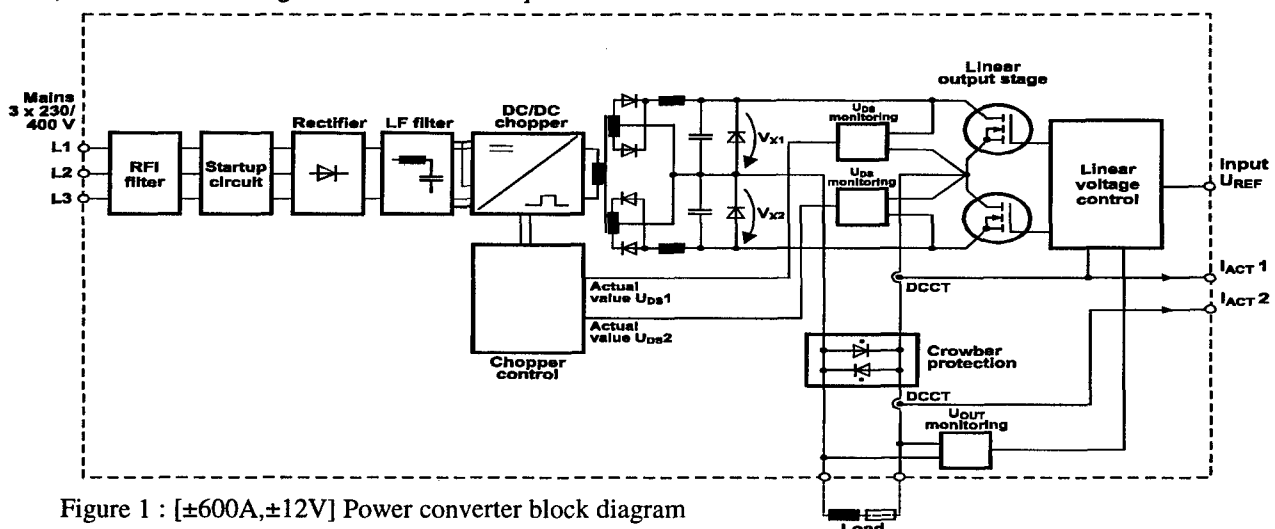 Mains
3 x 230/
400 V
L1
L2
L3
RFI
filter
Startup
circuit
Rectifier
LF filter
DC/DC
chopper
Chopper
control
Actual
value UDS1
Actual
value UDS2
VX1
VX2
UDS
monitoring
UDS
monitoring
Linear
output stage
Linear
voltage
control
Input
UREF
IACT 1
IACT 2
DCCT
Crowber
protection
DCCT
UOUT
monitoring
Load
Figure 1 : [±600A,±12V] Power converter block diagram